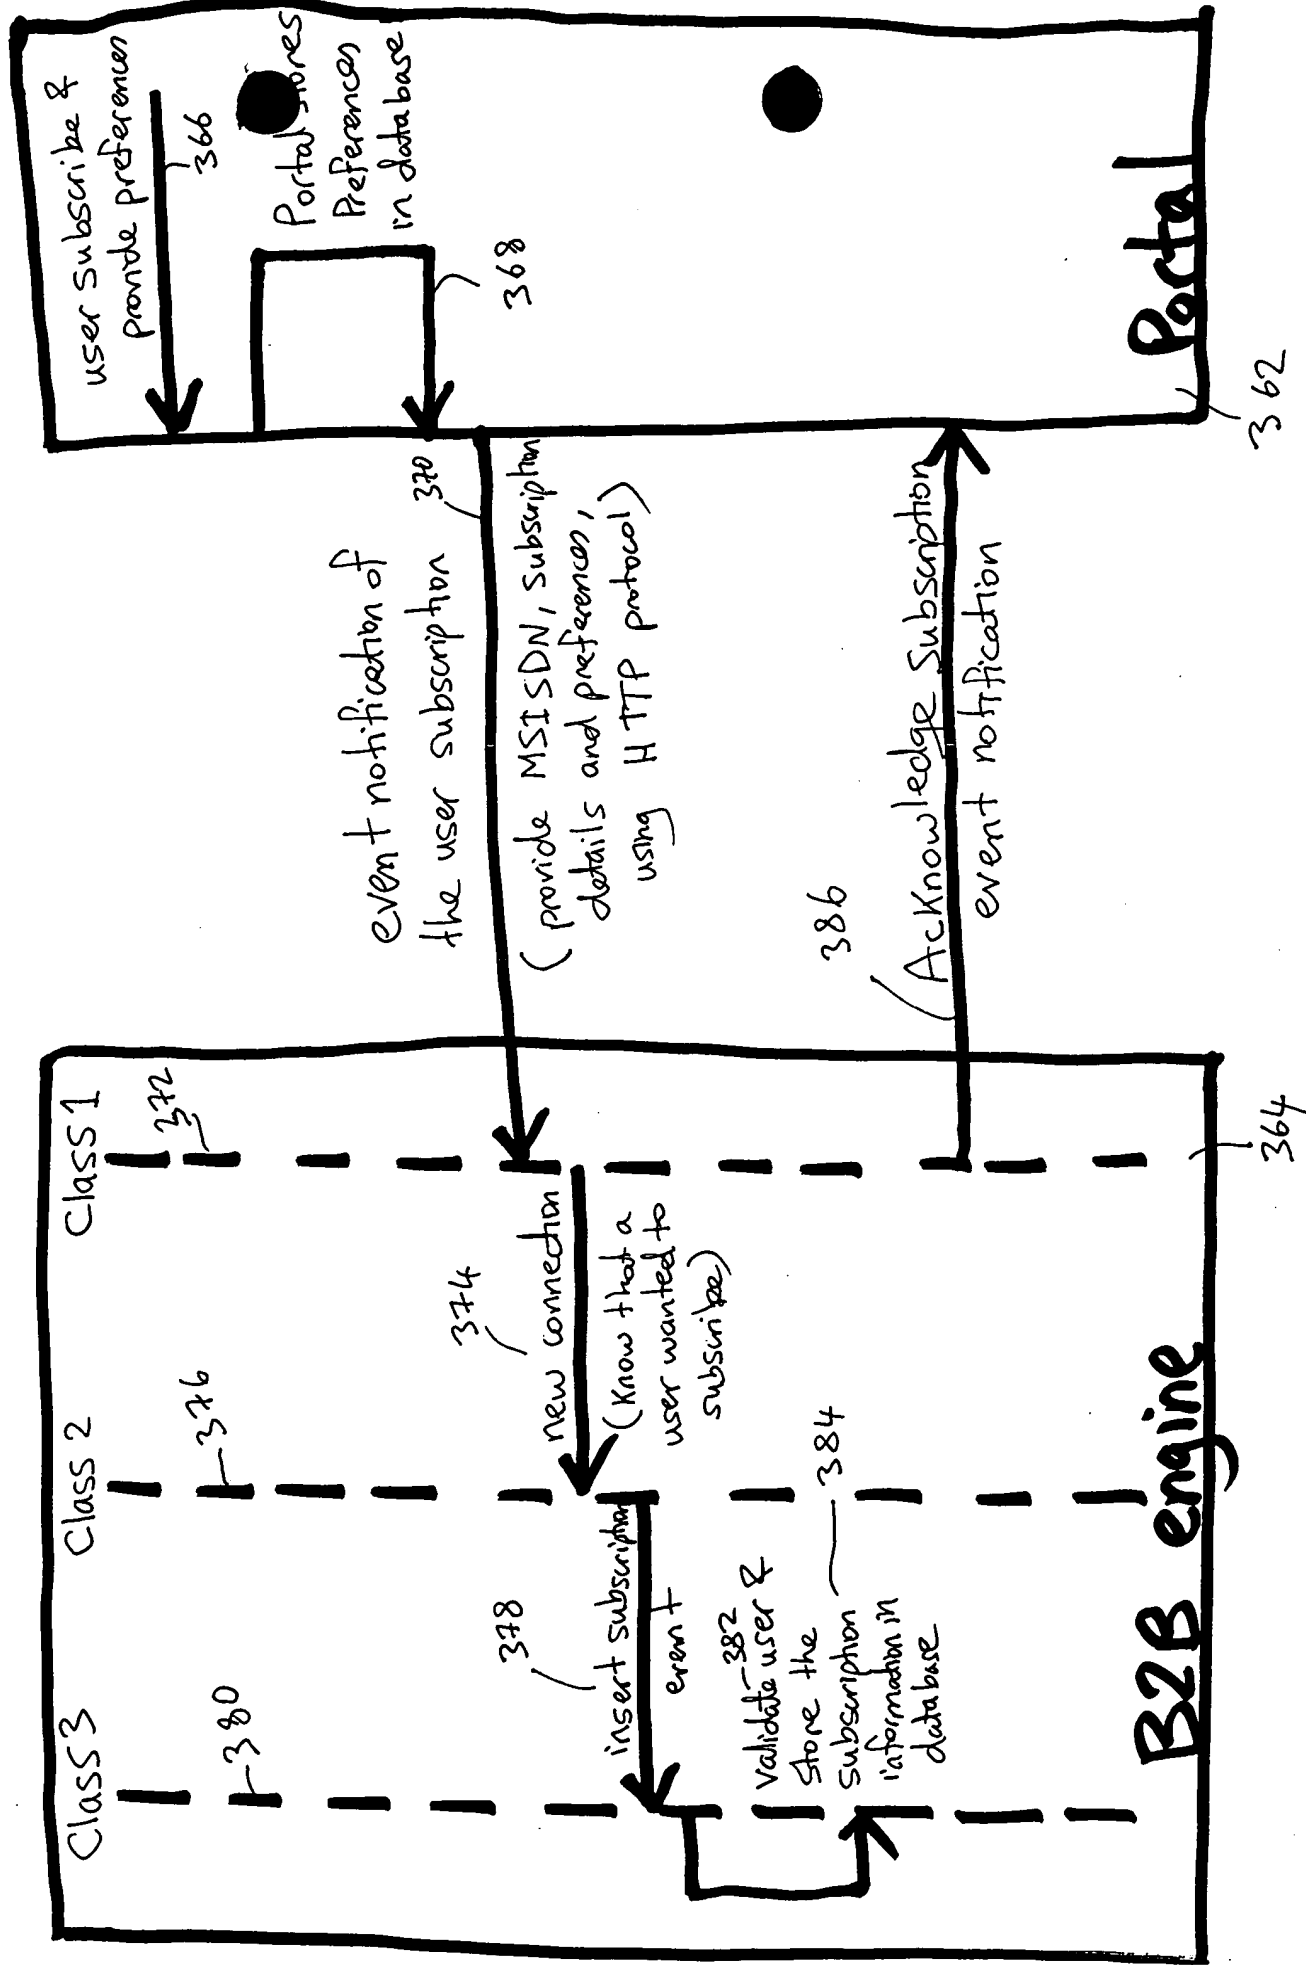 Class 3
380
Class 2
376
Class 1
372
user subscribe &
provide preferences
366
Portal stores
Preferences
in database
368
event notification of
the user subscription
370
(provide MSISDN, subscription
details and preferences,
using HTTP protocol)
374
new connection
(Know that a
user wanted to
subscribe)
378
insert subscription
event
382
Validate user &
Store the
subscription
information in
database
384
386
Acknowledge Subscription
event notification
B2B engine
364
Portal
362